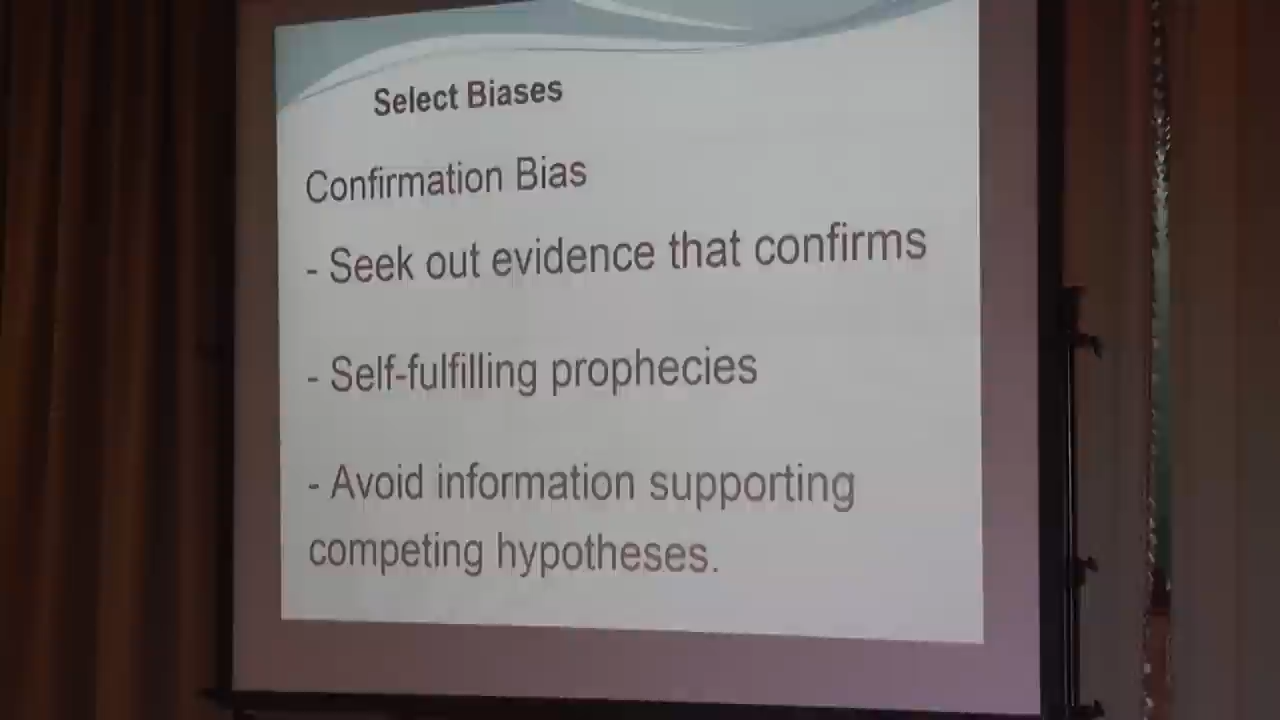 Select Biases
Confirmation Bias
- Seek out evidence that confirms
- Self-fulfilling prophecies
- Avoid information supporting
competing hypotheses.